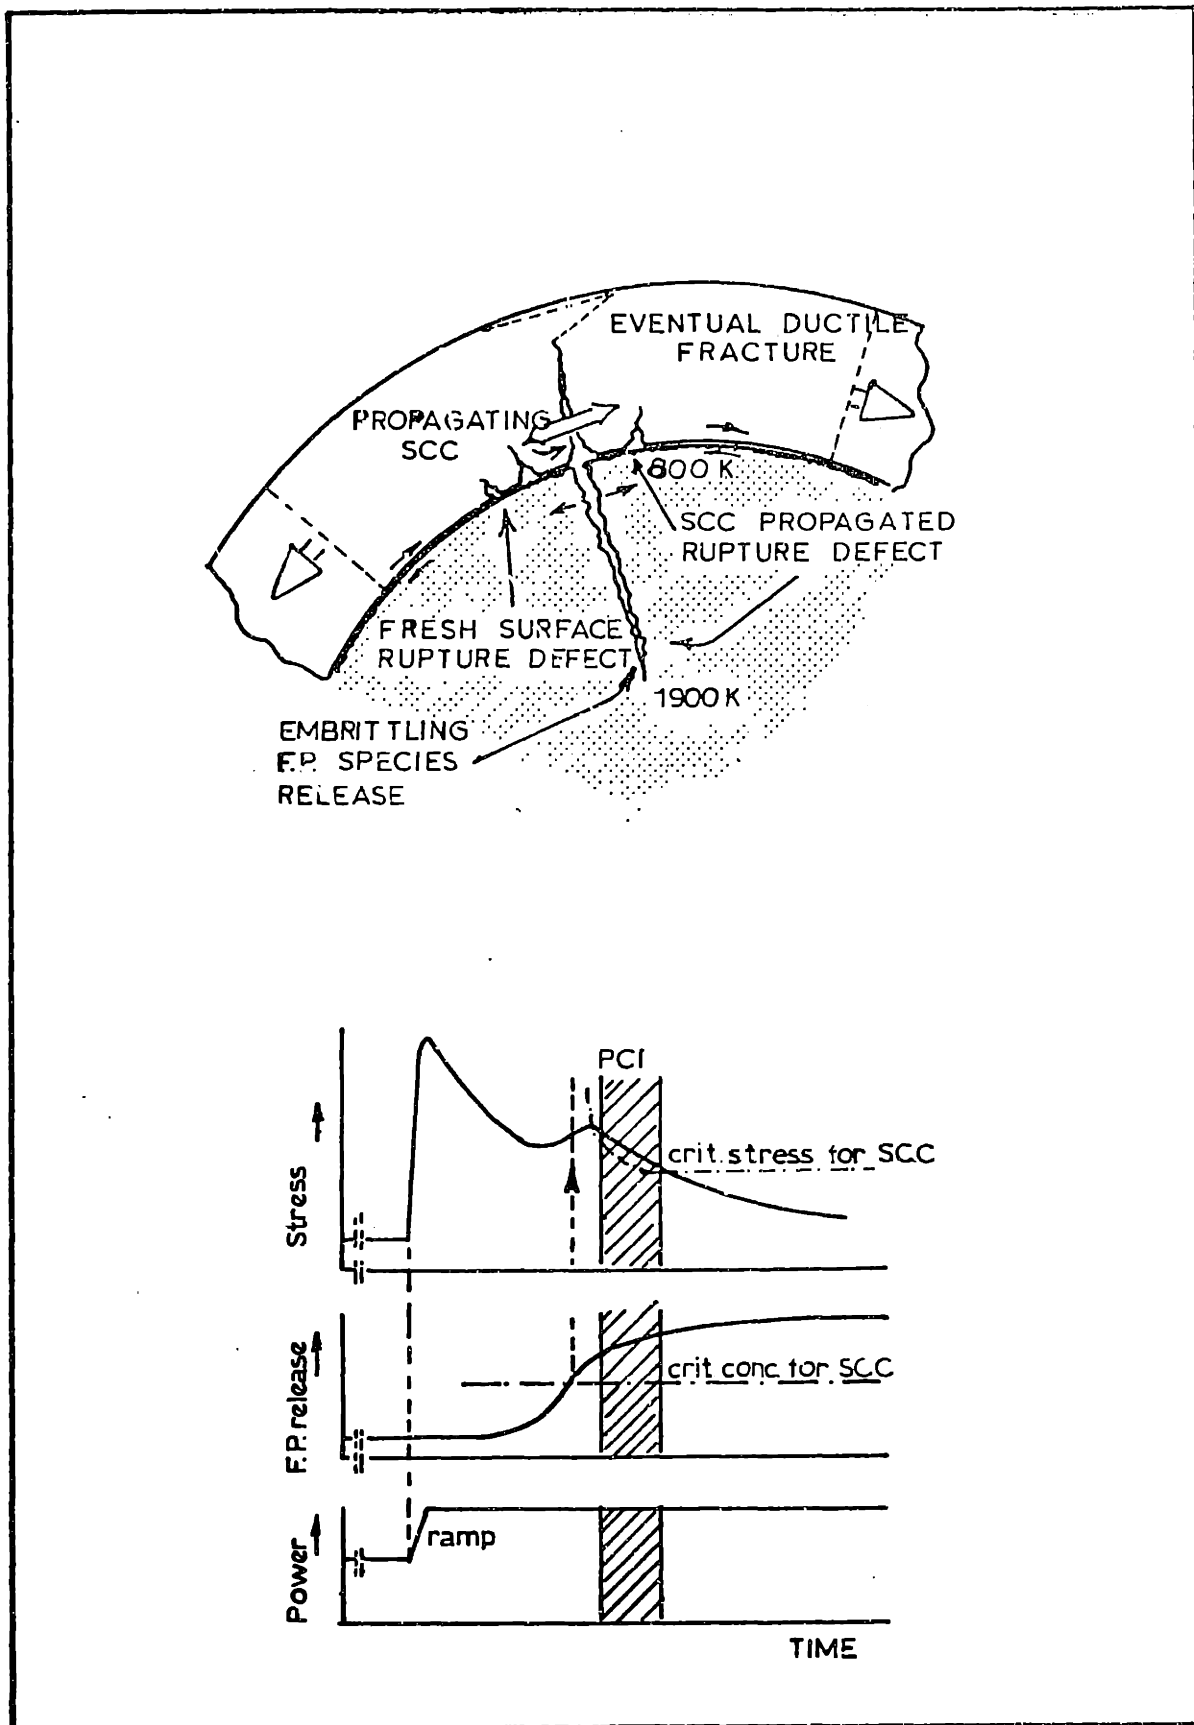 EVENTUAL DUCTILE
FRACTURE
PROPAGATING
SCC
800 K
SCC PROPAGATED
RUPTURE DEFECT
FRESH SURFACE
RUPTURE DEFECT
1900 K
EMBRITTLING
F.P. SPECIES
RELEASE
PCI
Stress
crit. stress for SCC
F.P. release
crit conc for SCC
Power
ramp
TIME